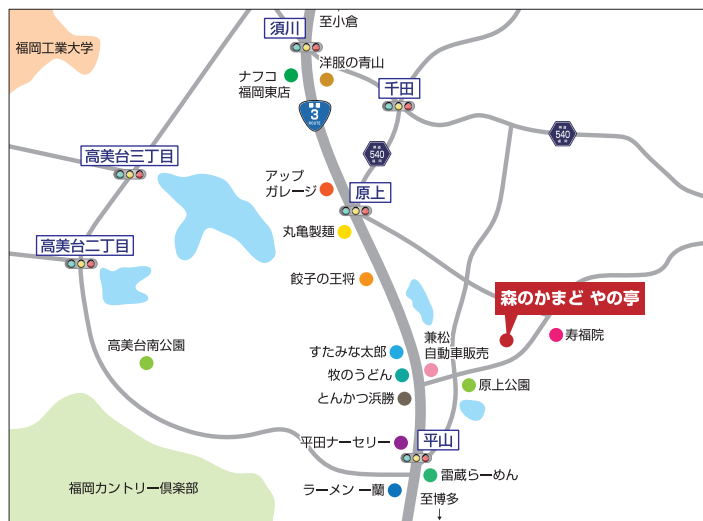 至小倉
須川
福岡工業大学
洋服の青山
ナフコ
福岡東店
千田
3
ROUTE
540
540
高美台三丁目
アップ
ガレージ
原上
丸亀製麺
高美台二丁目
餃子の王将
森のかまど やの亭
兼松
自動車販売
寿福院
高美台南公園
すたみな太郎
牧のうどん
原上公園
とんかつ浜勝
平田ナーセリー
平山
雷蔵らーめん
福岡カントリー倶楽部
ラーメン 一蘭
至博多